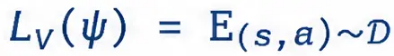 L_V(ψ) = E_(s,a)∼𝒟